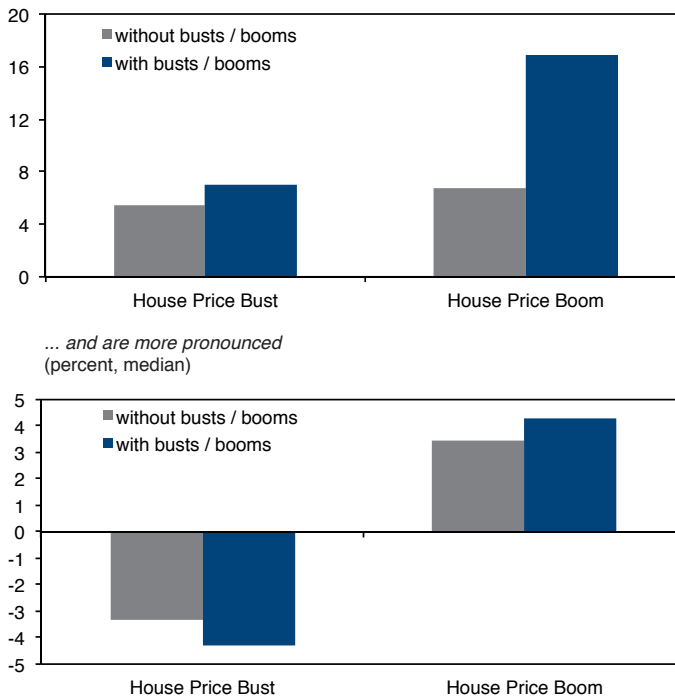 20
without busts / booms
with busts / booms
16
12
8
4
0
House Price Bust House Price Boom
... and are more pronounced
(percent, median)
5
without busts / booms
4
with busts / booms
3
2
1
0
-1
-2
-3
-4
-5
House Price Bust House Price Boom